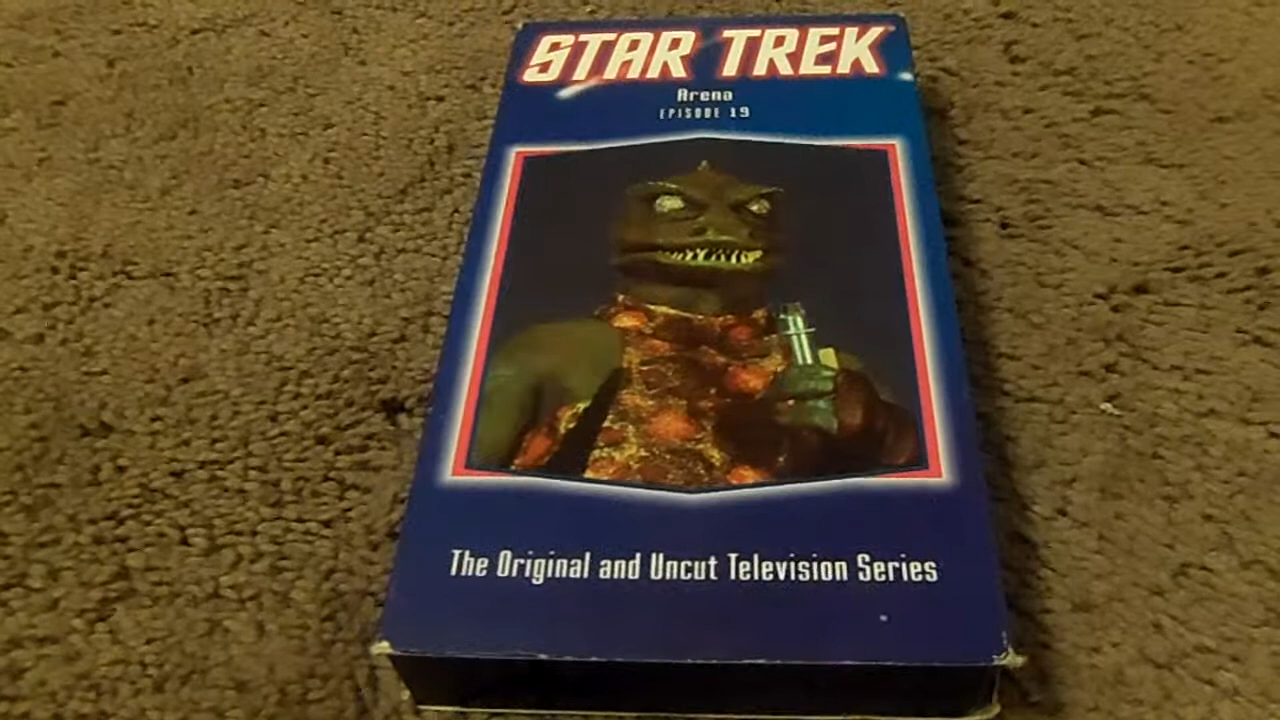 STAR TREK
Arena
EPISODE 19
The Original and Uncut Television Series